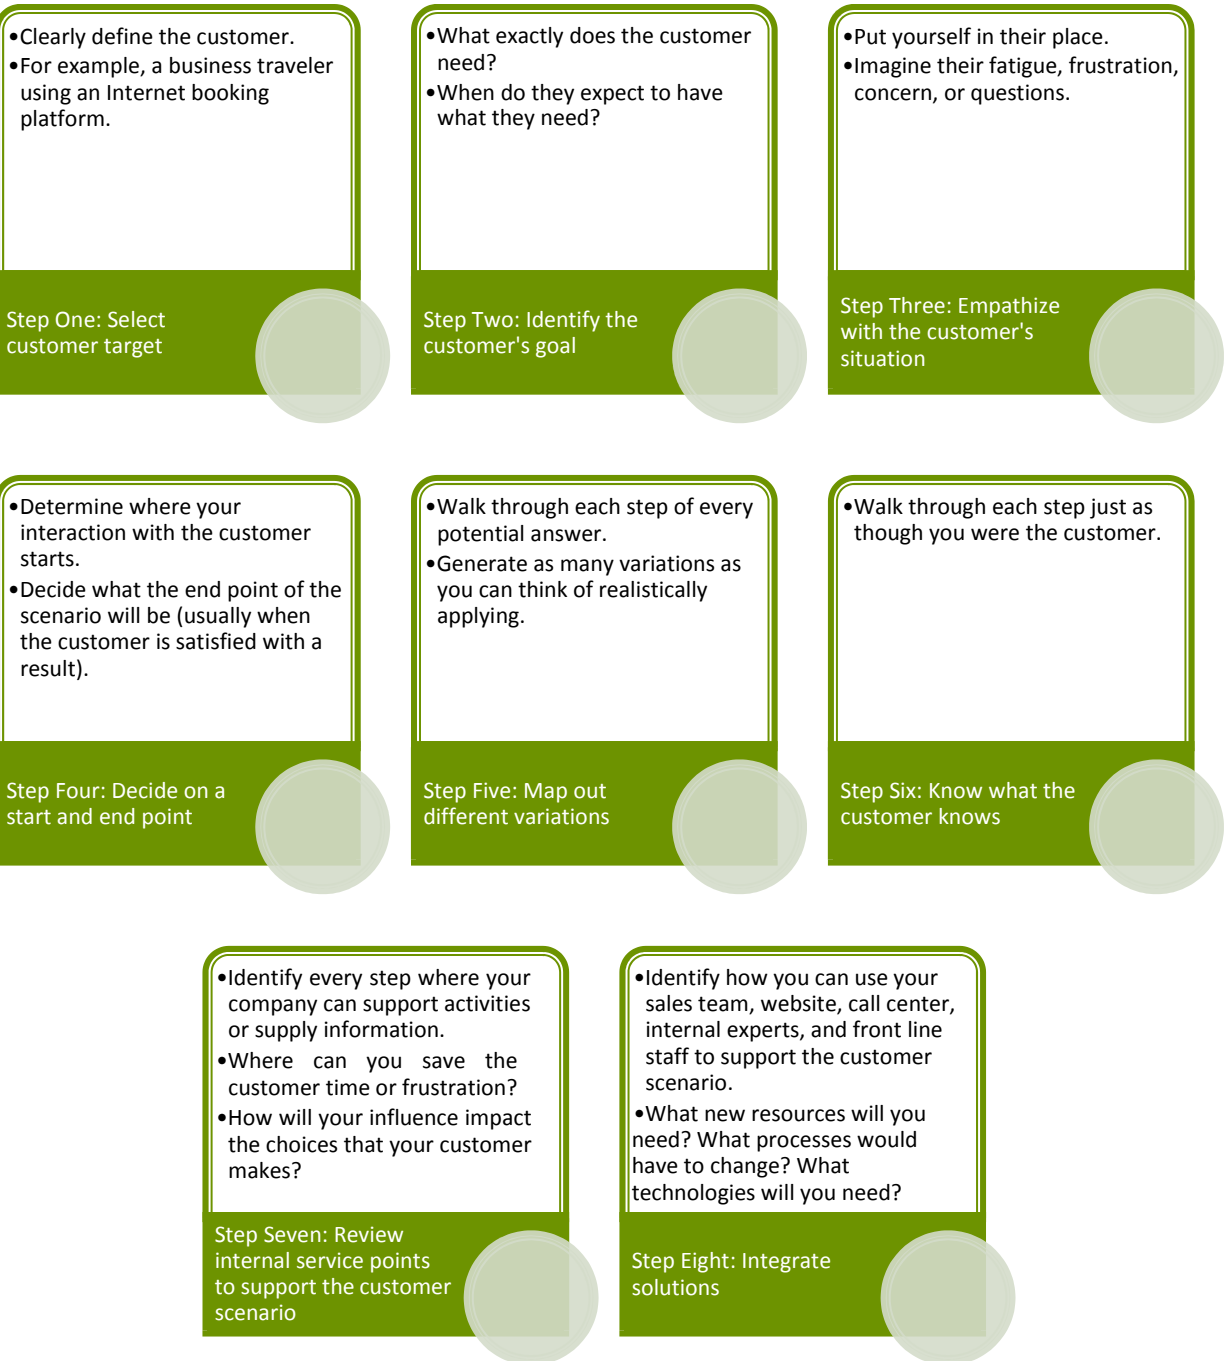 •Clearly define the customer.
•For example, a business traveler
using an Internet booking
platform.
Step One: Select
customer target
•What exactly does the customer
need?
•When do they expect to have
what they need?
Step Two: Identify the
customer's goal
•Put yourself in their place.
•Imagine their fatigue, frustration,
concern, or questions.
Step Three: Empathize
with the customer's
situation
•Determine where your
interaction with the customer
starts.
•Decide what the end point of the
scenario will be (usually when
the customer is satisfied with a
result).
Step Four: Decide on a
start and end point
•Walk through each step of every
potential answer.
•Generate as many variations as
you can think of realistically
applying.
Step Five: Map out
different variations
•Walk through each step just as
though you were the customer.
Step Six: Know what the
customer knows
•Identify every step where your
company can support activities
or supply information.
•Where can you save the
customer time or frustration?
•How will your influence impact
the choices that your customer
makes?
Step Seven: Review
internal service points
to support the customer
scenario
•Identify how you can use your
sales team, website, call center,
internal experts, and front line
staff to support the customer
scenario.
•What new resources will you
need? What processes would
have to change? What
technologies will you need?
Step Eight: Integrate
solutions